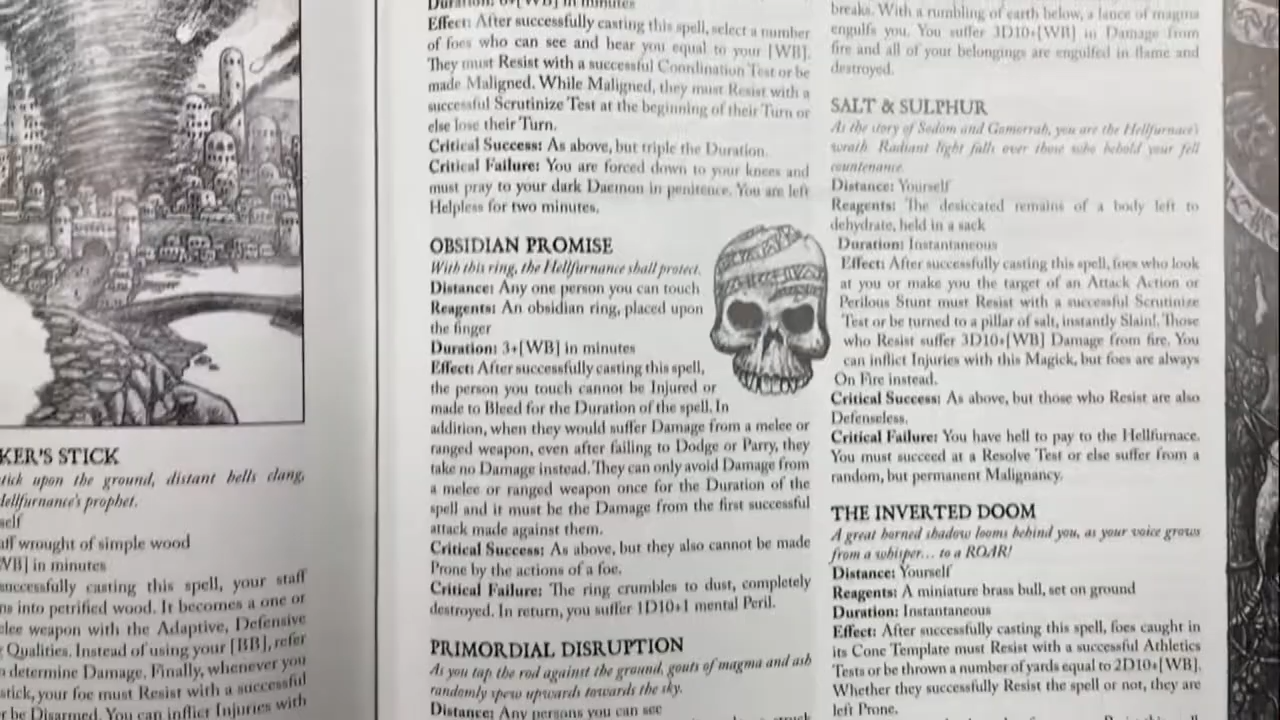 KER'S STICK
tick upon the ground, distant bells clang,
Hellfurnance's prophet.
self
aff wrought of simple wood
WB] in minutes
successfully casting this spell, your staff
ns into petrified wood. It becomes a one of
elee weapon with the Adaptive, Defensive
g Qualities. Instead of using your [BB], refer
o determine Damage. Finally, whenever you
stick, your foe must Resist with a successful
r be Disarmed. You can inflict Injuries with
Duration: 6+[WB] in minutes
Effect: After successfully casting this spell, select a number
of foes who can see and hear you equal to your [WB].
They must Resist with a successful Coordination Test or be
made Maligned. While Maligned, they must Resist with a
successful Scrutinize Test at the beginning of their Turn or
else lose their Turn.
Critical Success: As above, but triple the Duration.
Critical Failure: You are forced down to your knees and
must pray to your dark Daemon in penitence. You are left
Helpless for two minutes.
OBSIDIAN PROMISE
With this ring, the Hellfurnance shall protect.
Distance: Any one person you can touch
Reagents: An obsidian ring, placed upon
the finger
Duration: 3+[WB] in minutes
Effect: After successfully casting this spell,
the person you touch cannot be Injured or
made to Bleed for the Duration of the spell. In
addition, when they would suffer Damage from a melee or
ranged weapon, even after failing to Dodge or Parry, they
take no Damage instead. They can only avoid Damage from
a melee or ranged weapon once for the Duration of the
spell and it must be the Damage from the first successful
attack made against them.
Critical Success: As above, but they also cannot be made
Prone by the actions of a foe.
Critical Failure: The ring crumbles to dust, completely
destroyed. In return, you suffer 1D10+1 mental Peril.
PRIMORDIAL DISRUPTION
As you tap the rod against the ground, gouts of magma and ash
randomly spew upwards towards the sky.
Distance: Any persons you can see
breaks. With a rumbling of earth below, a lance of magma
engulfs you. You suffer 3D10+[WB] in Damage from
fire and all of your belongings are engulfed in flame and
destroyed.
SALT & SULPHUR
As the story of Sodom and Gomorrah, you are the Hellfurnace's
wrath. Radiant light falls over those who behold your fell
countenance.
Distance: Yourself
Reagents: The desiccated remains of a body left to
dehydrate, held in a sack
Duration: Instantaneous
Effect: After successfully casting this spell, foes who look
at you or make you the target of an Attack Action or
Perilous Stunt must Resist with a successful Scrutinize
Test or be turned to a pillar of salt, instantly Slain!. Those
who Resist suffer 3D10+[WB] Damage from fire. You
can inflict Injuries with this Magick, but foes are always
On Fire instead.
Critical Success: As above, but those who Resist are also
Defenseless.
Critical Failure: You have hell to pay to the Hellfurnace.
You must succeed at a Resolve Test or else suffer from a
random, but permanent Malignancy.
THE INVERTED DOOM
A great horned shadow looms behind you, as your voice grows
from a whisper... to a ROAR!
Distance: Yourself
Reagents: A miniature brass bull, set on ground
Duration: Instantaneous
Effect: After successfully casting this spell, foes caught in
its Cone Template must Resist with a successful Athletics
Tests or be thrown a number of yards equal to 2D10+[WB].
Whether they successfully Resist the spell or not, they are
left Prone.